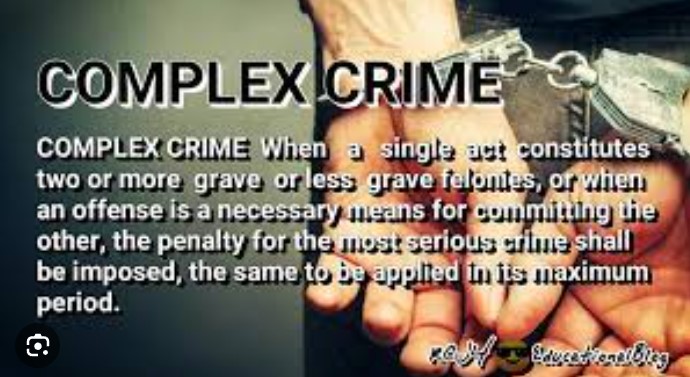 COMPLEX CRIME
COMPLEX CRIME When a single act constitutes
two or more grave or less grave felonies, or when
an offense is a necessary means for committing the
other, the penalty for the most serious crime shall
be imposed, the same to be applied in its maximum
period.
EducationalBlog